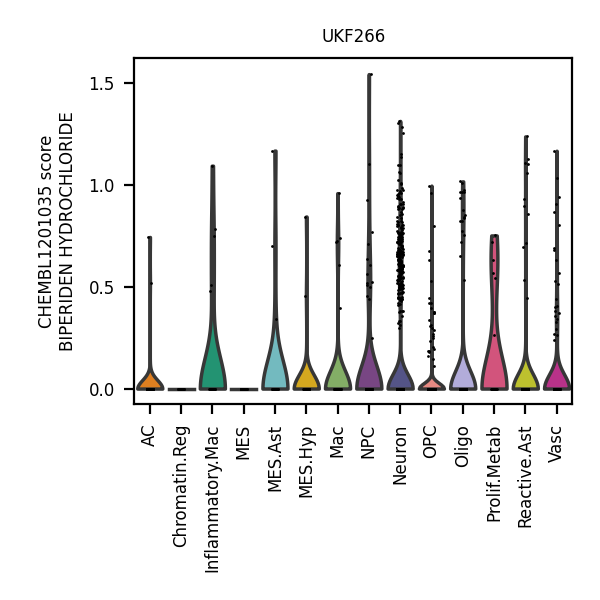 UKF266
CHEMBL1201035 score
BIPERIDEN HYDROCHLORIDE
1.5
1.0
0.5
0.0
AC
Chromatin.Reg
Inflammatory.Mac
MES
MES.Ast
MES.Hyp
Mac
NPC
Neuron
OPC
Oligo
Prolif.Metab
Reactive.Ast
Vasc